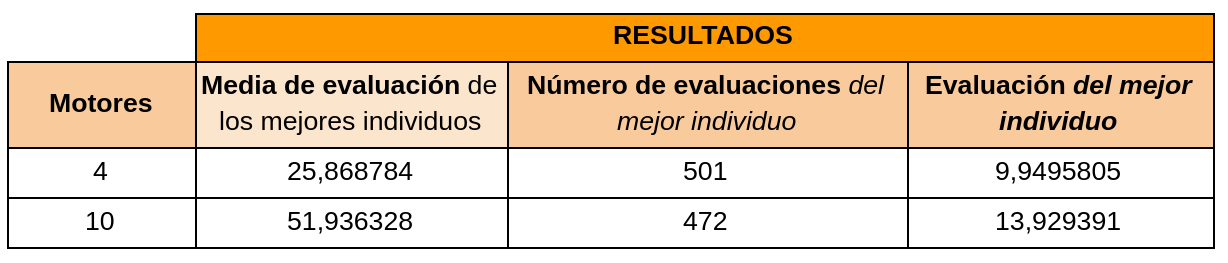 RESULTADOS
Motores
Media de evaluación de
los mejores individuos
Número de evaluaciones del
mejor individuo
Evaluación del mejor
individuo
4 25,868784 501 9,9495805
10 51,936328 472 13,929391